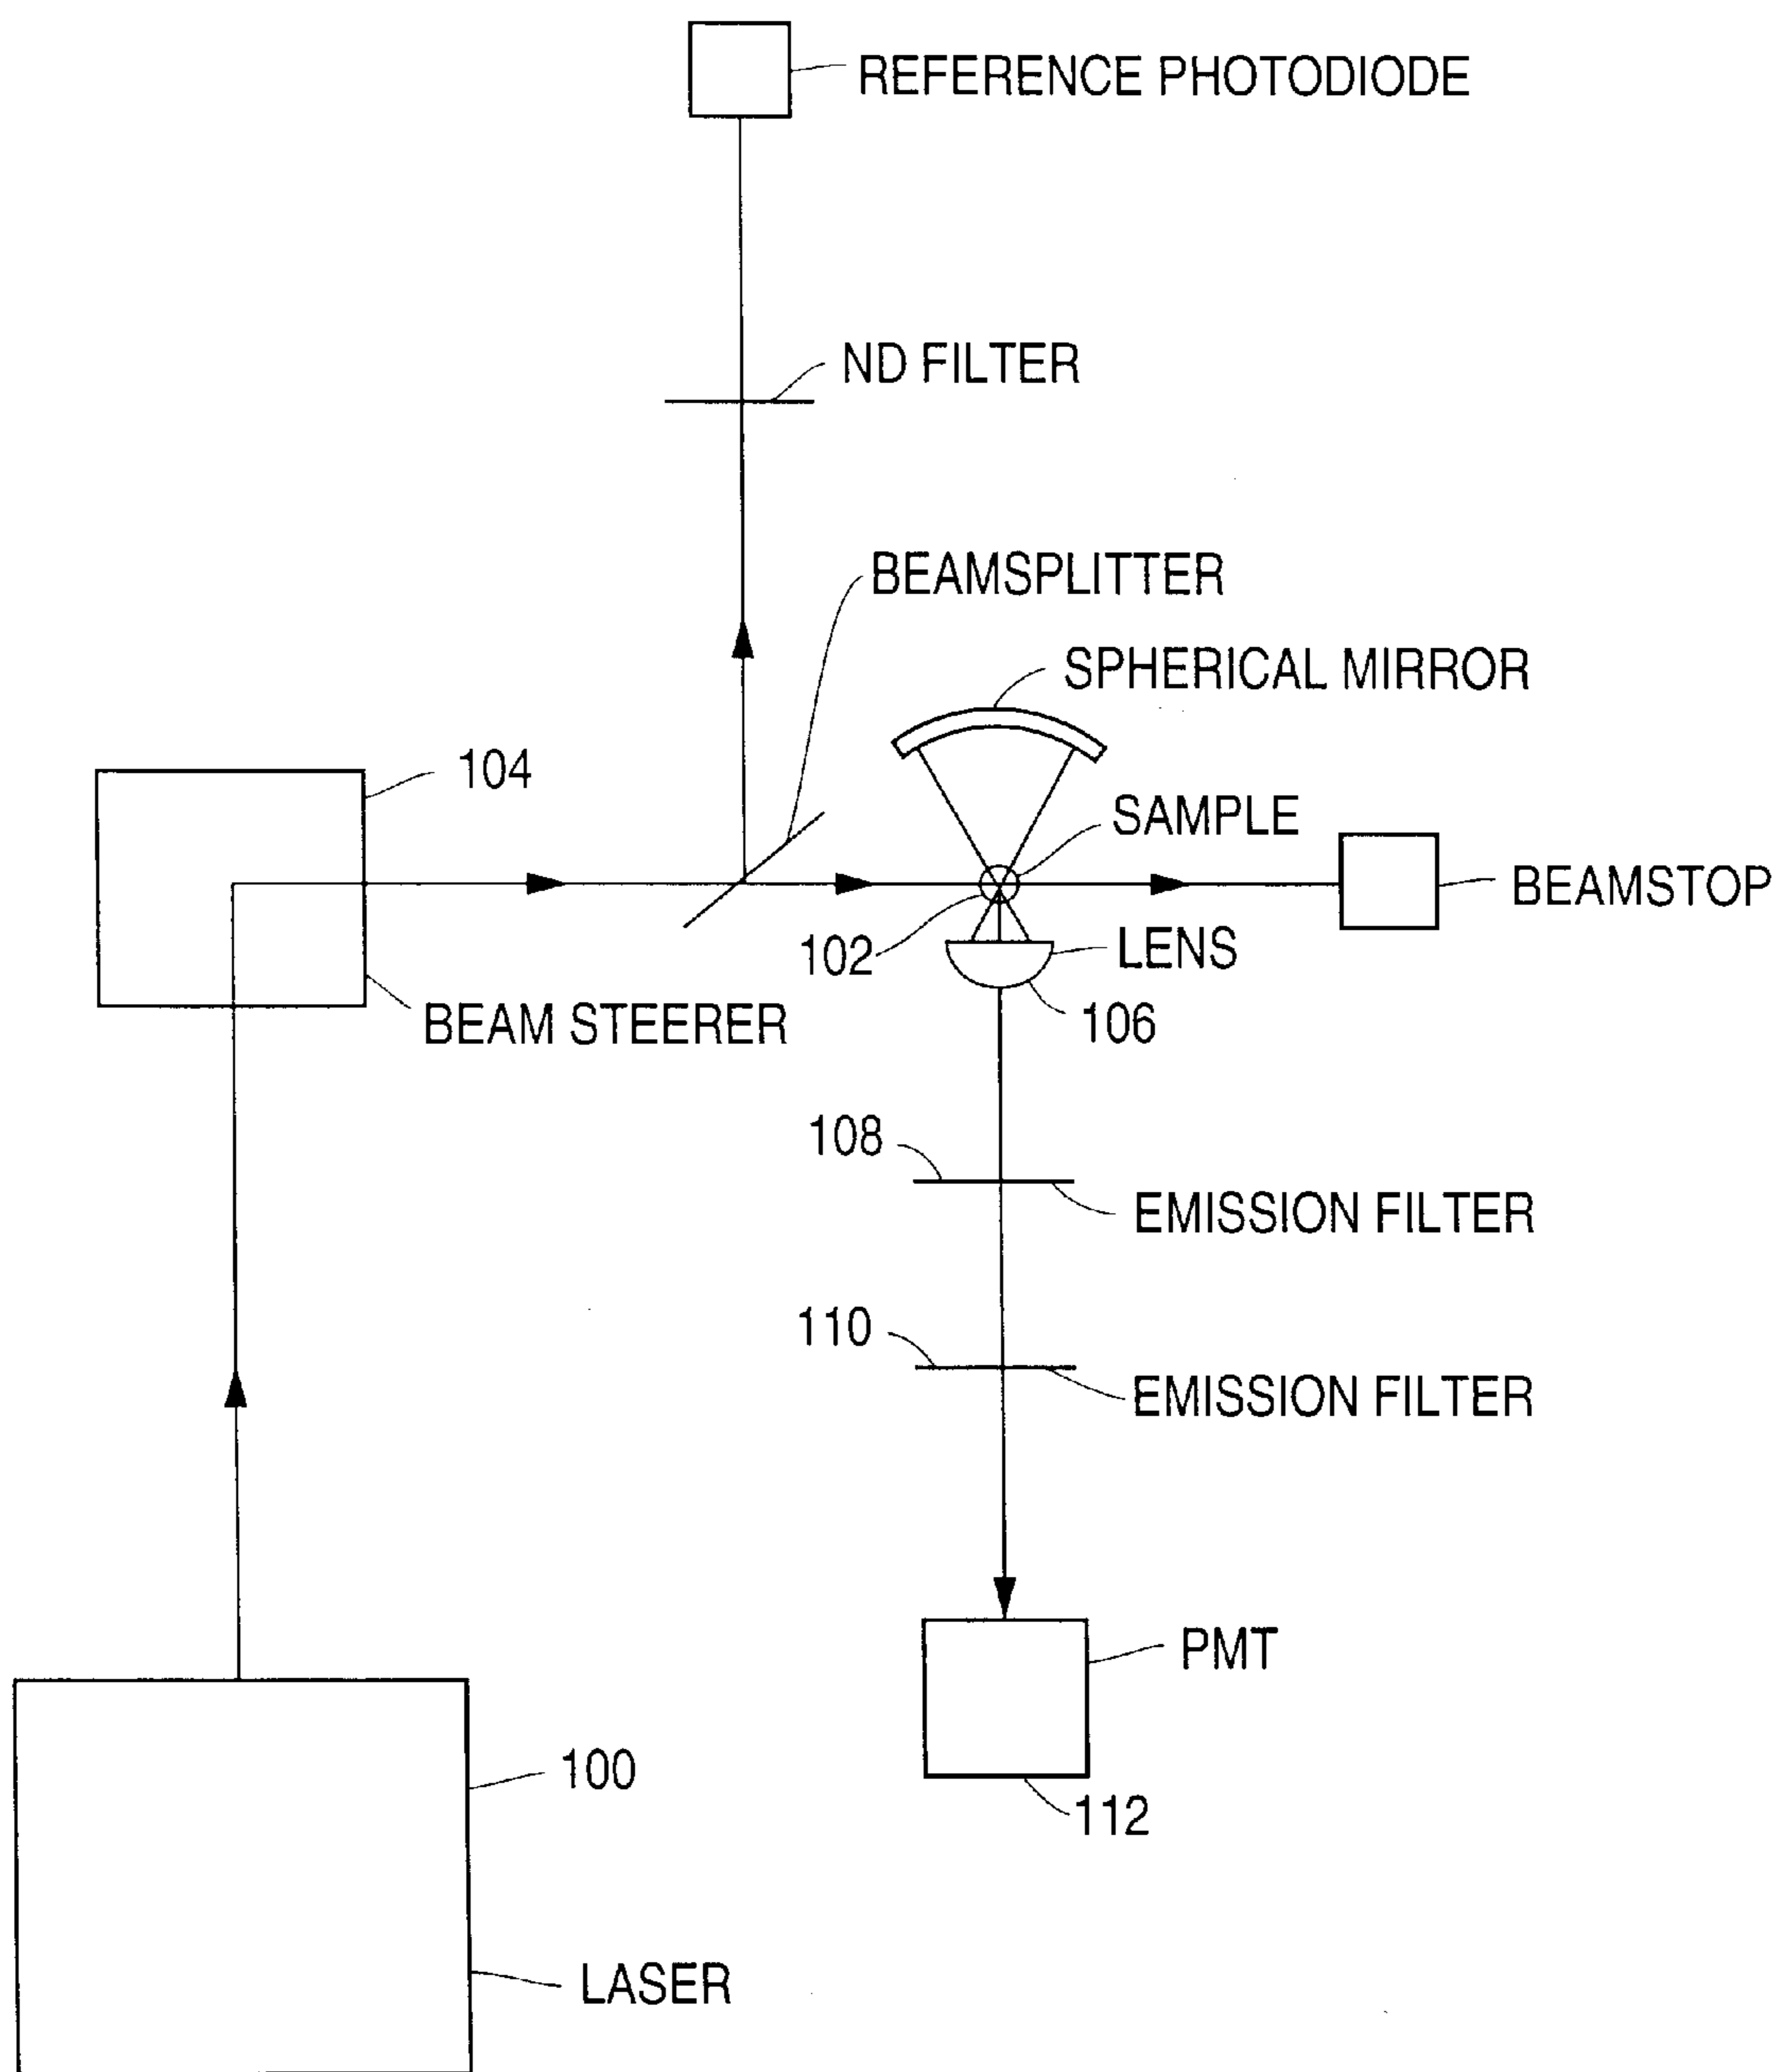 REFERENCE PHOTODIODE
ND FILTER
BEAMSPLITTER
SPHERICAL MIRROR
104
SAMPLE
BEAMSTOP
102
LENS
BEAM STEERER
106
108
EMISSION FILTER
110
EMISSION FILTER
PMT
100
112
LASER